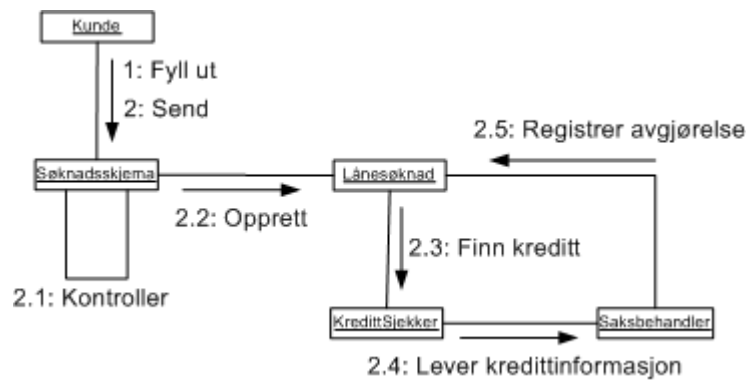 Kunde
1: Fyll ut
2: Send
2.5: Registrer avgjørelse
Søknadsskjema
Lånesøknad
2.2: Opprett
2.3: Finn kreditt
2.1: Kontroller
KredittSjekker
Saksbehandler
2.4: Lever kredittinformasjon